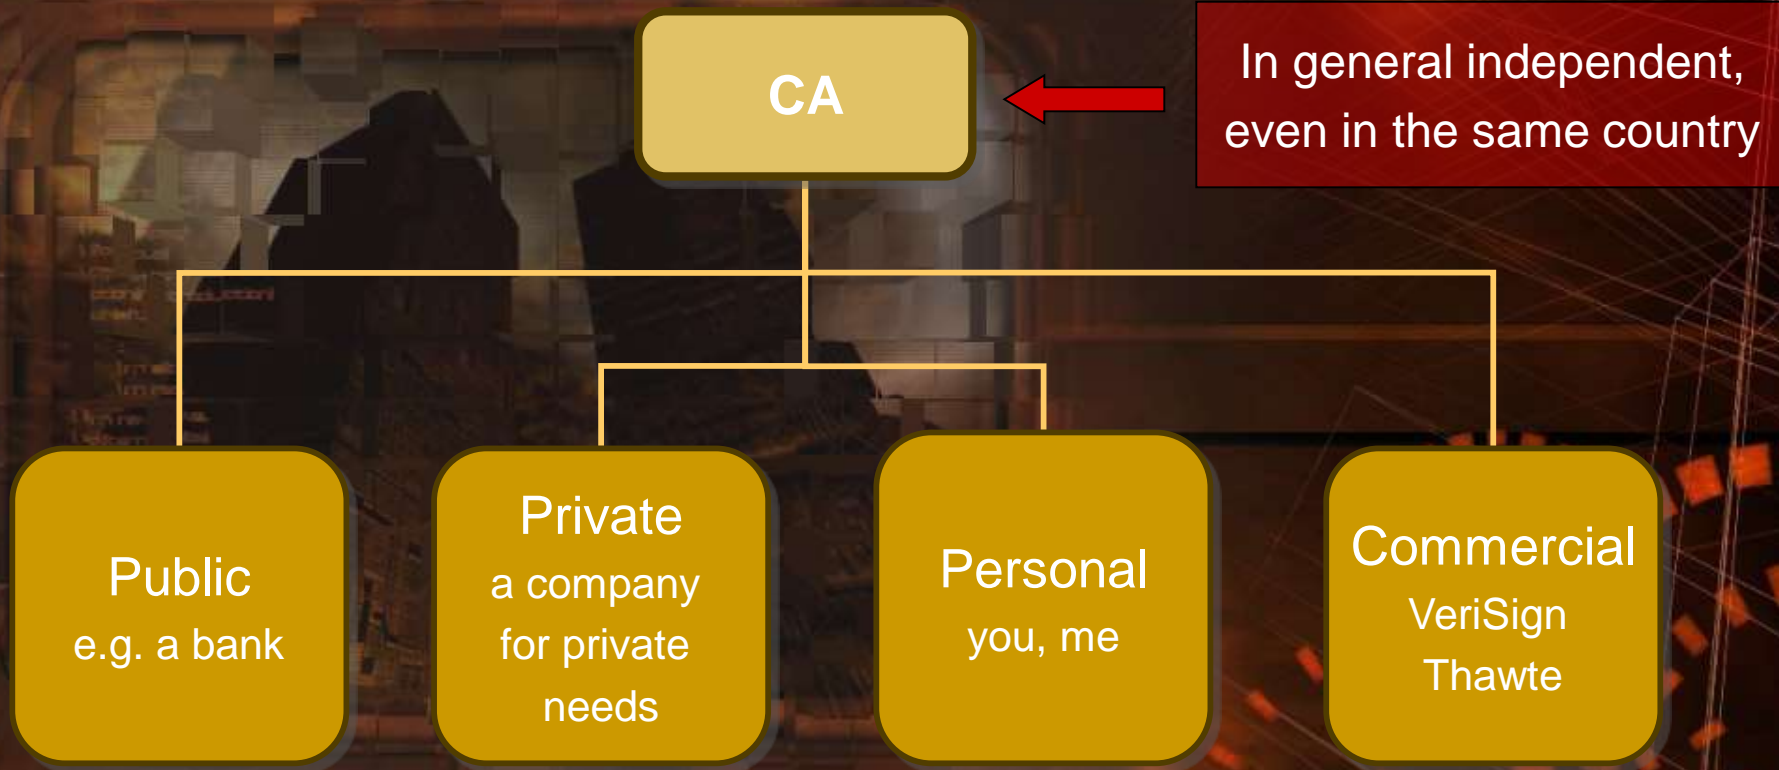 CA
In general independent,
even in the same country
Public
e.g. a bank
Private
a company
for private
needs
Personal
you, me
Commercial
VeriSign
Thawte